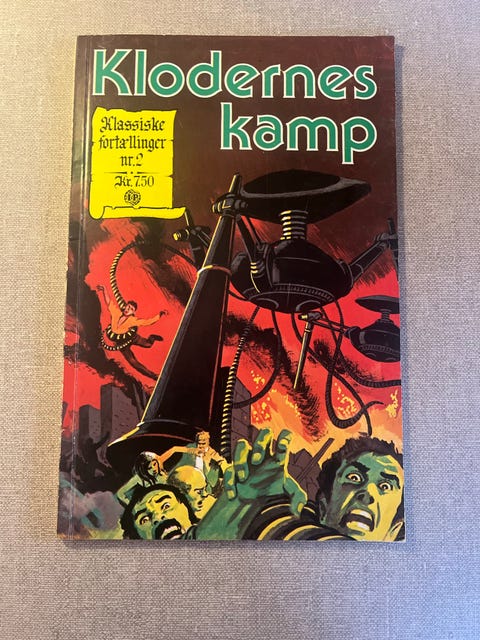 Klodernes
kamp
Klassiske
fortællinger
nr. 2
Kr. 7.50
I.P.